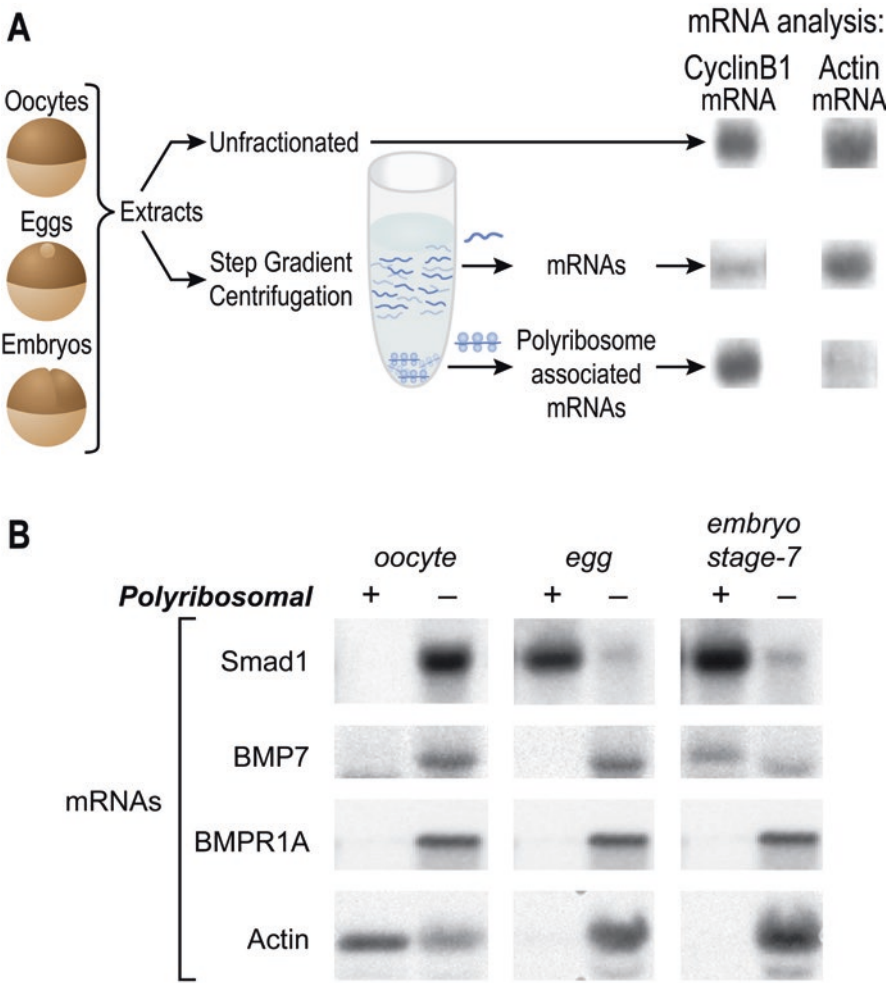 A
mRNA analysis:
CyclinB1 Actin
mRNA mRNA
Oocytes
Unfractionated
Eggs
Extracts
Step Gradient
Centrifugation
mRNAs
Embryos
Polyribosome
associated
mRNAs
B
embryo
oocyte egg stage-7
Polyribosomal + – + – + –
Smad1
BMP7
mRNAs
BMPR1A
Actin